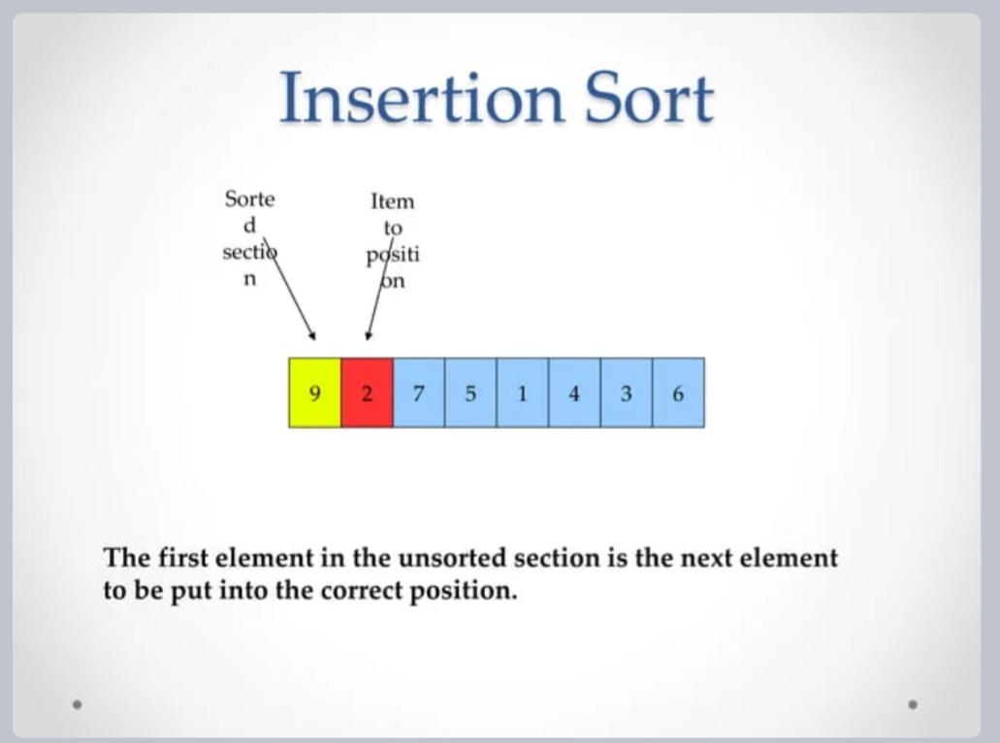 Insertion Sort
Sorte
d
sectio
n
Item
to
positi
on
9 2 7 5 1 4 3 6
The first element in the unsorted section is the next element
to be put into the correct position.